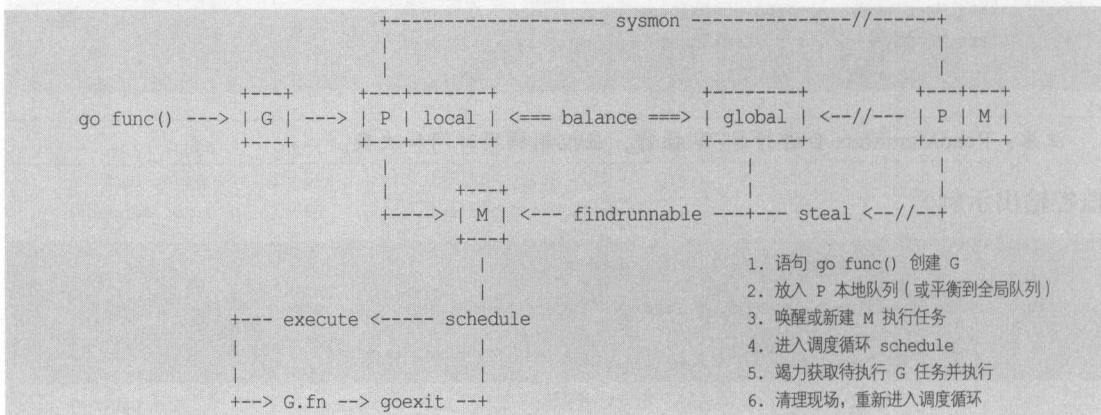 +------------------- sysmon ---------------//------+
|                                                  |
|                                                  |
+---+      +---+-------+                +--------+          +---+---+
go func() ---> | G | ---> | P | local | <=== balance ===> | global | <--//--- | P | M |
+---+      +---+-------+                +--------+          +---+---+
|                                 |                |
|      +---+                      |                |
+----> | M | <--- findrunnable ---+--- steal <--//--+
+---+
|                 1. 语句 go func() 创建 G
|                 2. 放入 P 本地队列(或平衡到全局队列)
+--- execute <----- schedule                 3. 唤醒或新建 M 执行任务
|                      |                 4. 进入调度循环 schedule
|                      |                 5. 竭力获取待执行 G 任务并执行
+--> G.fn --> goexit --+                 6. 清理现场,重新进入调度循环